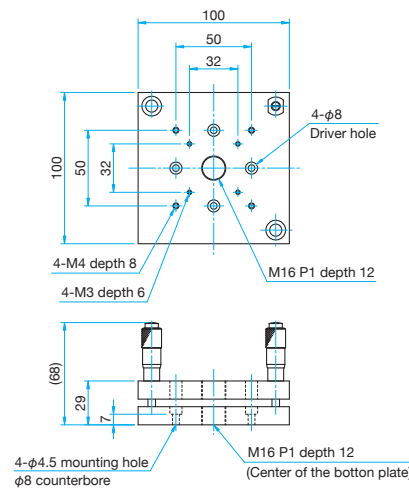 100
50
32
4-φ8
Driver hole
100
50
32
4-M4 depth 8
4-M3 depth 6
M16 P1 depth 12
(68)
29
7
4-φ4.5 mounting hole
φ8 counterbore
M16 P1 depth 12
(Center of the botton plate)